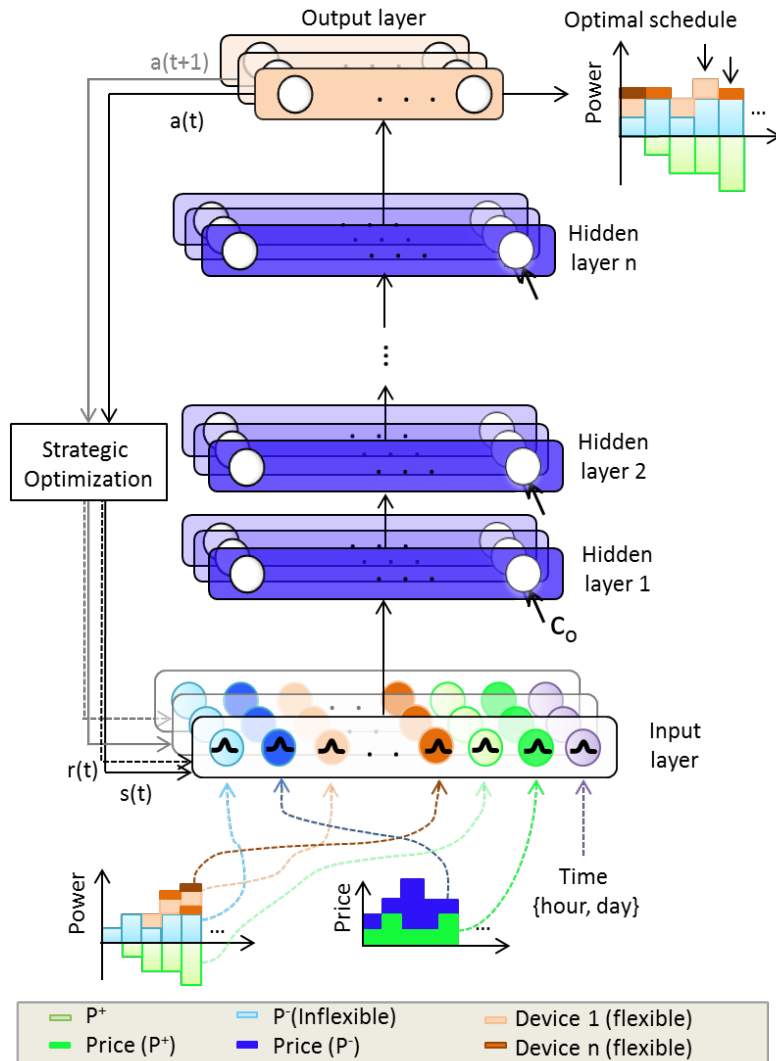 Output layer
Optimal schedule
a(t+1)
a(t)
Power
...
. . .
. . .
Hidden
layer n
. . .
. . .
. . .
...
Strategic
Optimization
Hidden
layer 2
. . .
. . .
. . .
Hidden
layer 1
. . .
. . .
. . .
C_O
Input
layer
. .
. .
r(t)
s(t)
Power
...
Price
...
Time
{hour, day}
P⁺
P⁻(Inflexible)
Device 1 (flexible)
Price (P⁺)
Price (P⁻)
Device n (flexible)